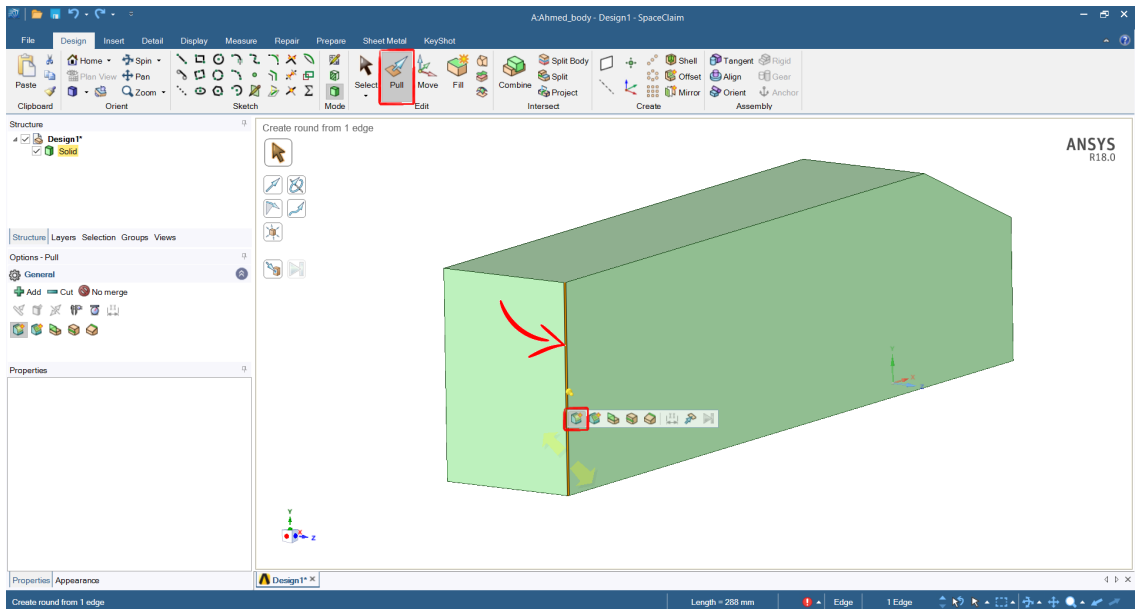 A:Ahmed_body - Design1 - SpaceClaim
File Design Insert Detail Display Measure Repair Prepare Sheet Metal KeyShot
Home Spin
Plan View Pan
Zoom
Paste
Select Pull Move Fill
Combine
Split Body
Split
Project
Shell
Offset
Mirror
Tangent Rigid
Align Gear
Orient Anchor
Clipboard Orient Sketch Mode Edit Intersect Create Assembly
Structure
Design1*
Solid
Structure Layers Selection Groups Views
Options - Pull
General
Add Cut No merge
Properties
Properties Appearance
Create round from 1 edge
ANSYS
R18.0
Y
X
Z
Y
X
Z
Design1*
Create round from 1 edge
Length = 288 mm
Edge
1 Edge